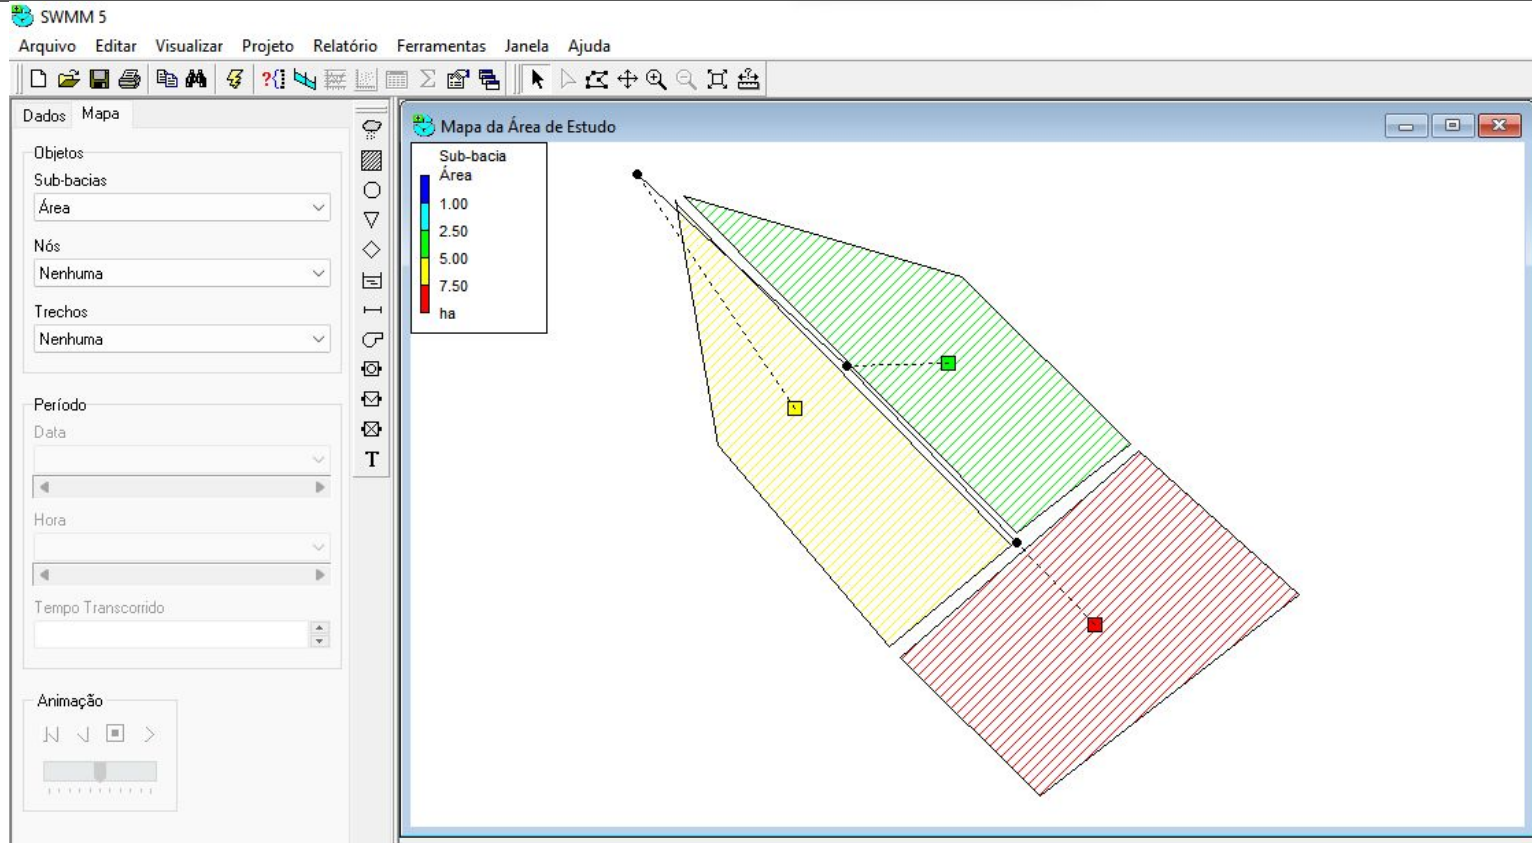 SWMM 5
Arquivo Editar Visualizar Projeto Relatório Ferramentas Janela Ajuda
Dados Mapa
Objetos
Sub-bacias
Área
Nós
Nenhuma
Trechos
Nenhuma
Período
Data
Hora
Tempo Transcorrido
Animação
T
Mapa da Área de Estudo
Sub-bacia
Área
1.00
2.50
5.00
7.50
ha